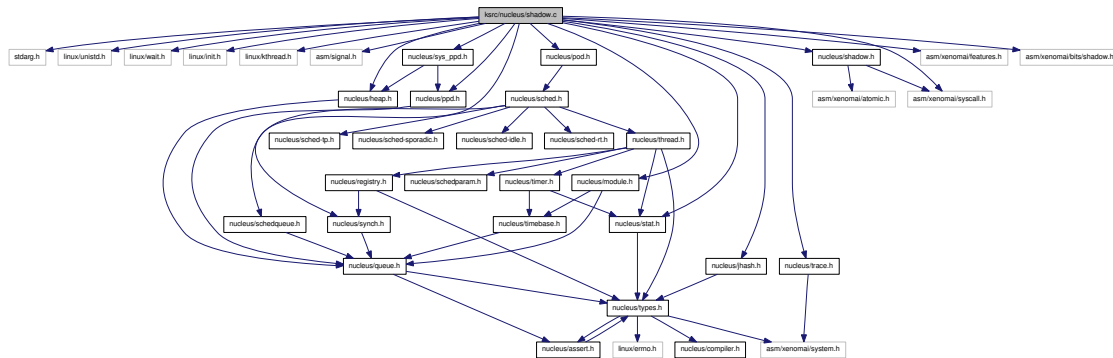 ksrc/nucleus/shadow.c
stdarg.h
linux/unistd.h
linux/wait.h
linux/init.h
linux/kthread.h
asm/signal.h
nucleus/sys_ppd.h
nucleus/pod.h
nucleus/shadow.h
asm/xenomai/features.h
asm/xenomai/bits/shadow.h
nucleus/heap.h
nucleus/ppd.h
nucleus/sched.h
asm/xenomai/atomic.h
asm/xenomai/syscall.h
nucleus/sched-tp.h
nucleus/sched-sporadic.h
nucleus/sched-idle.h
nucleus/sched-rt.h
nucleus/thread.h
nucleus/registry.h
nucleus/schedparam.h
nucleus/timer.h
nucleus/module.h
nucleus/schedqueue.h
nucleus/synch.h
nucleus/timebase.h
nucleus/stat.h
nucleus/queue.h
nucleus/jhash.h
nucleus/trace.h
nucleus/types.h
nucleus/assert.h
linux/errno.h
nucleus/compiler.h
asm/xenomai/system.h